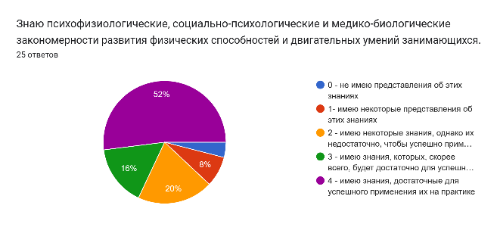 Знаю психофизиологические, социально-психологические и медико-биологические
закономерности развития физических способностей и двигательных умений занимающихся.
25 ответов
52%
16%
20%
8%
0 - не имею представления об этих
знаниях
1- имею некоторые представления об
этих знаниях
2 - имею некоторые знания, однако их
недостаточно, чтобы успешно прим…
3 - имею знания, которых, скорее
всего, будет достаточно для успешн…
4 - имею знания, достаточные для
успешного применения их на практике